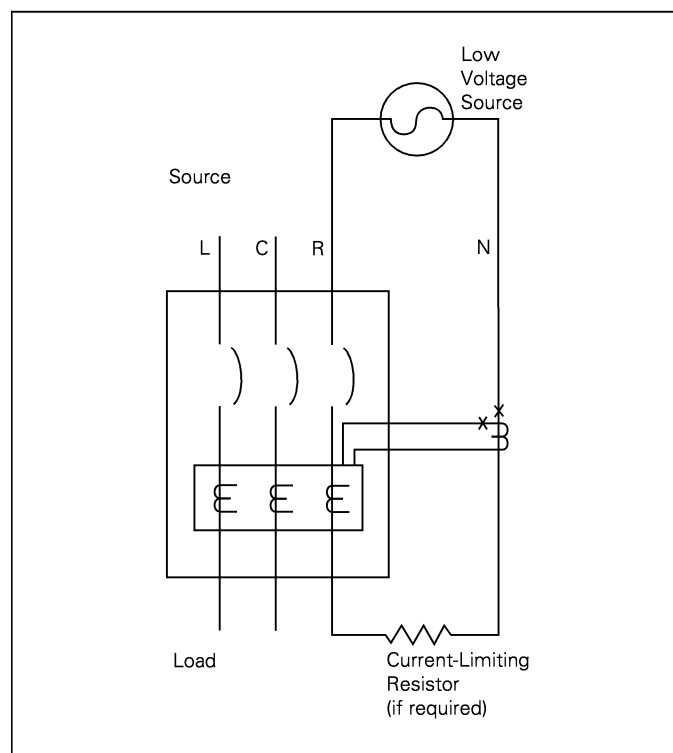 Low
Voltage
Source
Source
L C R N
X
X
Load
Current-Limiting
Resistor
(if required)